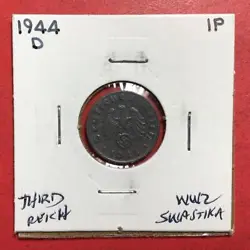 1944 1P
D
THIRD WW2
REICH SWASTIKA